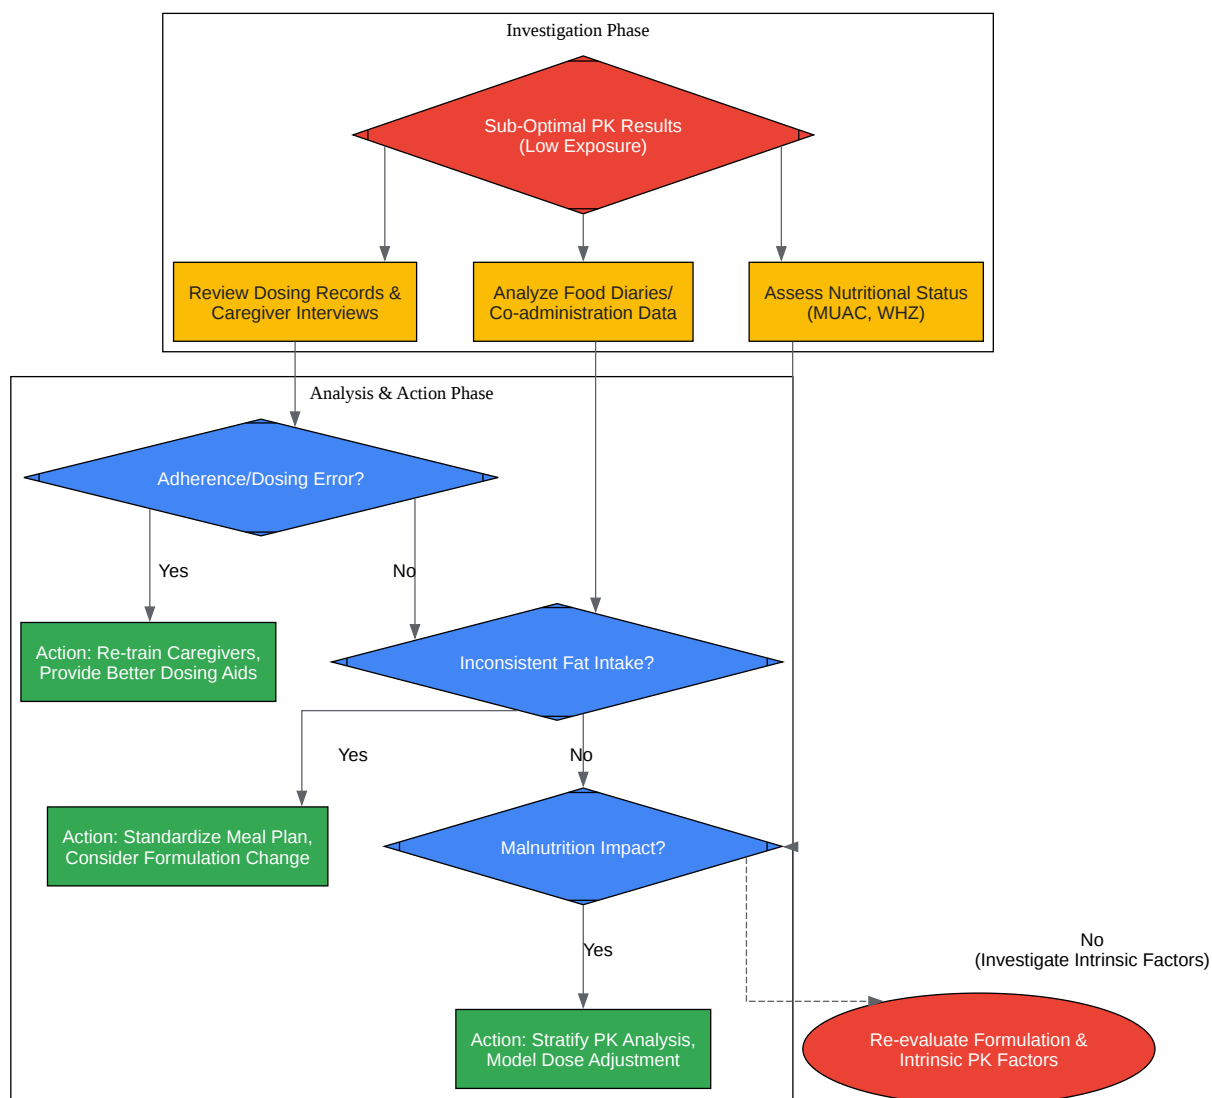 Investigation Phase
Sub-Optimal PK Results
(Low Exposure)
Review Dosing Records &
Caregiver Interviews
Analyze Food Diaries/
Co-administration Data
Assess Nutritional Status
(MUAC, WHZ)
Analysis & Action Phase
Adherence/Dosing Error?
Yes
No
Action: Re-train Caregivers,
Provide Better Dosing Aids
Inconsistent Fat Intake?
Yes
No
Action: Standardize Meal Plan,
Consider Formulation Change
Malnutrition Impact?
Yes
No
(Investigate Intrinsic Factors)
Action: Stratify PK Analysis,
Model Dose Adjustment
Re-evaluate Formulation &
Intrinsic PK Factors